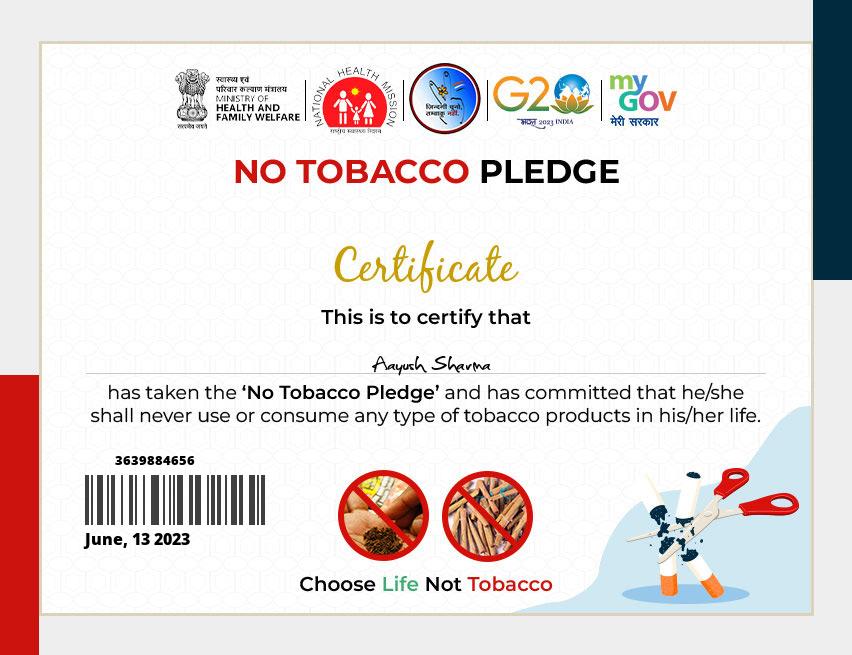 स्वास्थ्य एवं
परिवार कल्याण मंत्रालय
MINISTRY OF
HEALTH AND
FAMILY WELFARE
सत्यमेव जयते
NATIONAL HEALTH MISSION
राष्ट्रीय स्वास्थ्य मिशन
जिन्दगी चुनो,
तम्बाकू नहीं.
G20
भारत 2023 INDIA
my
GOV
मेरी सरकार
NO TOBACCO PLEDGE
Certificate
This is to certify that
Aayush Sharma
has taken the ‘No Tobacco Pledge’ and has committed that he/she
shall never use or consume any type of tobacco products in his/her life.
3639884656
June, 13 2023
Choose Life Not Tobacco